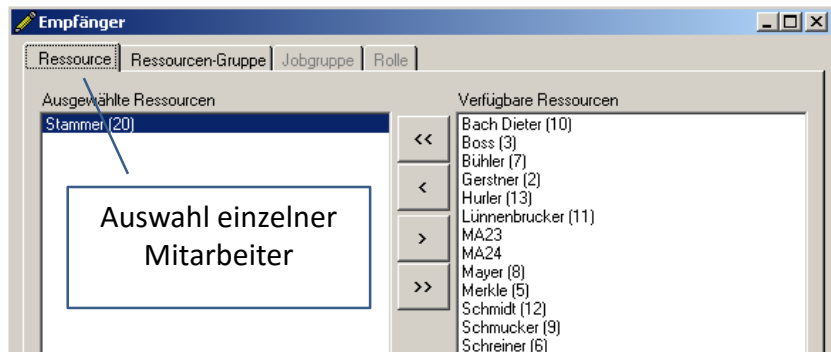 Empfänger
Ressource Ressourcen-Gruppe Jobgruppe Rolle
Ausgewählte Ressourcen
Stammer (20)
Auswahl einzelner
Mitarbeiter
<<
<
>
>>
Verfügbare Ressourcen
Bach Dieter (10)
Boss (3)
Bühler (7)
Gerstner (2)
Hurler (13)
Lünnenbrucker (11)
MA23
MA24
Mayer (8)
Merkle (5)
Schmidt (12)
Schmucker (9)
Schreiner (6)